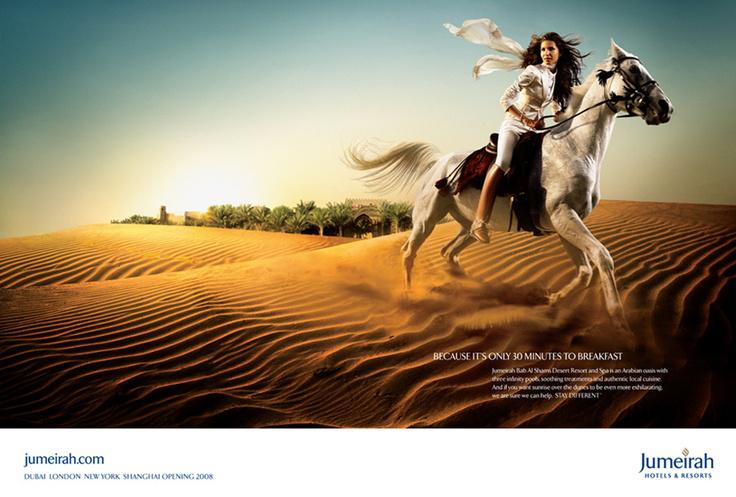 BECAUSE IT'S ONLY 30 MINUTES TO BREAKFAST
Jumeirah Bab Al Shams Desert Resort and Spa is an Arabian oasis with
three infinity pools, soothing treatments and authentic local cuisine.
And if you want sunrise over the dunes to be even more exhilarating,
we are sure we can help. STAY DIFFERENT™
jumeirah.com
DUBAI LONDON NEW YORK SHANGHAI OPENING 2008
Jumeirah
HOTELS & RESORTS